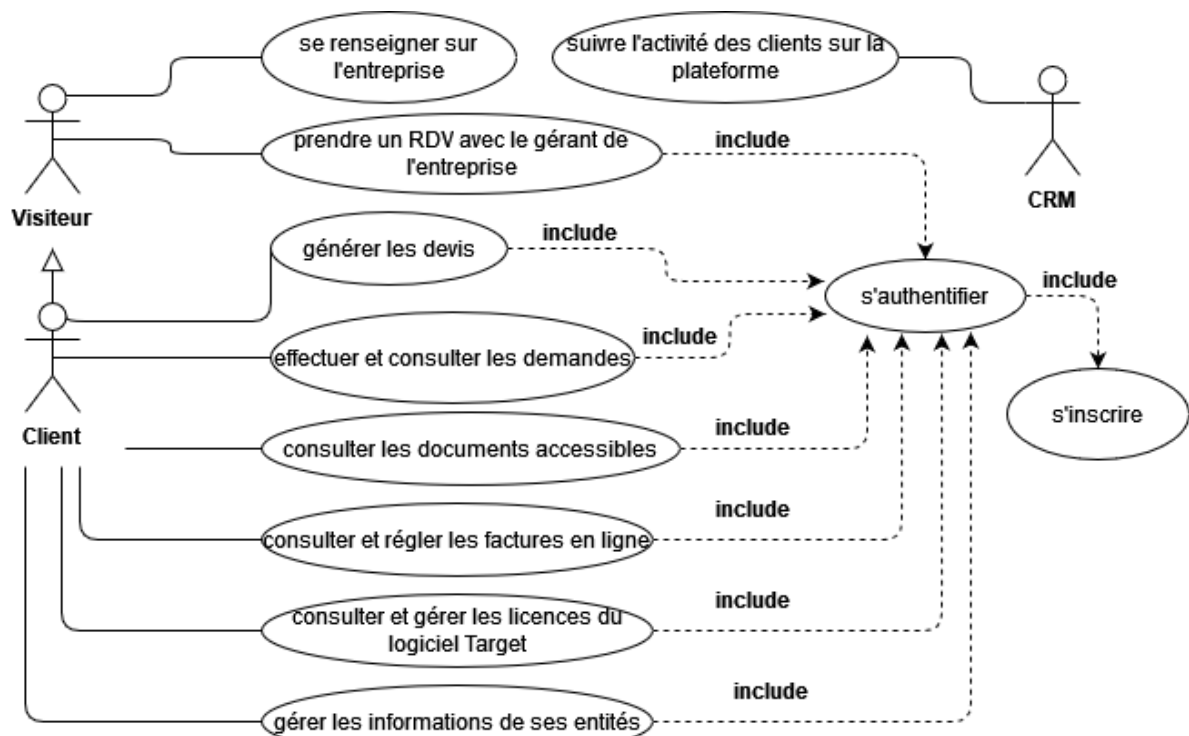 se renseigner sur
l'entreprise
suivre l'activité des clients sur la
plateforme
prendre un RDV avec le gérant de
l'entreprise
include
Visiteur
CRM
générer les devis
include
s'authentifier
include
effectuer et consulter les demandes
include
s'inscrire
Client
consulter les documents accessibles
include
consulter et régler les factures en ligne
include
consulter et gérer les licences du
logiciel Target
include
gérer les informations de ses entités
include